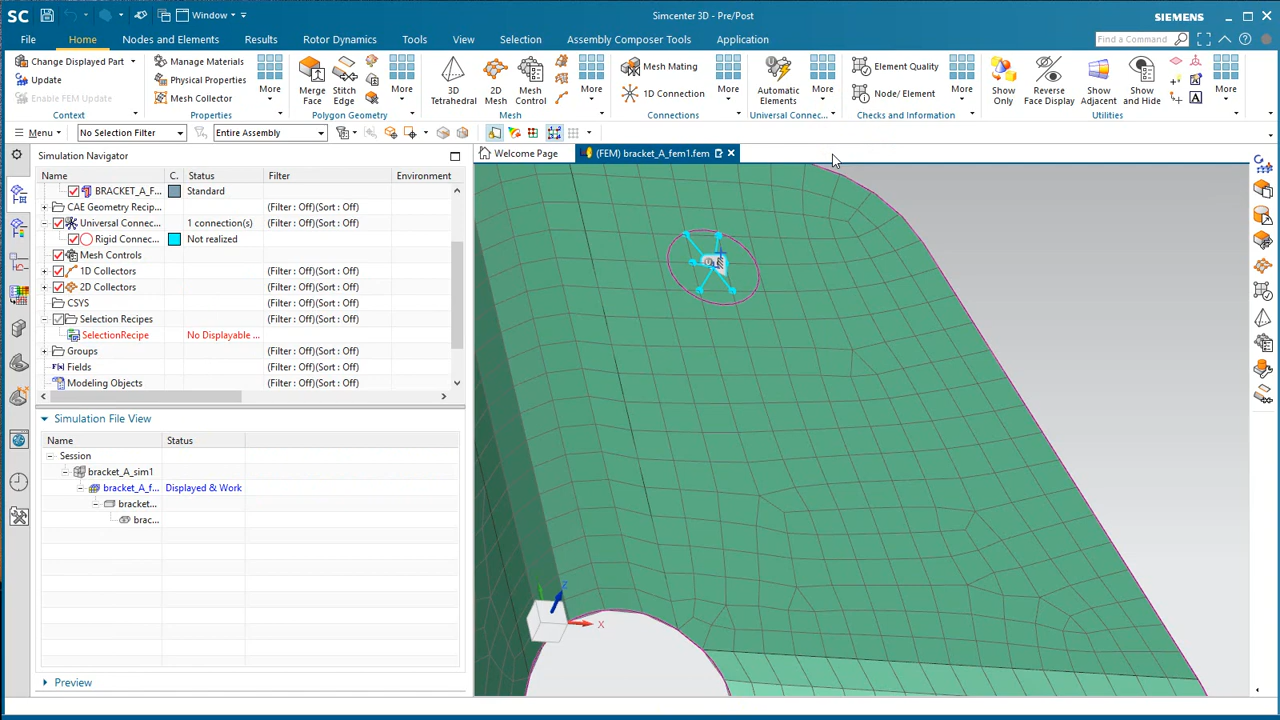 SC Window Simcenter 3D - Pre/Post SIEMENS
File Home Nodes and Elements Results Rotor Dynamics Tools View Selection Assembly Composer Tools Application Find a Command
Change Displayed Part
Update
Enable FEM Update
Context
Manage Materials
Physical Properties
Mesh Collector
More
Properties
Merge Face
Stitch Edge
More
Polygon Geometry
3D Tetrahedral
2D Mesh
Mesh Control
More
Mesh
Mesh Mating
1D Connection
More
Connections
Automatic Elements
More
Universal Connec...
Element Quality
Node/ Element
More
Checks and Information
Show Only
Reverse Face Display
Show Adjacent
Show and Hide
More
Utilities
Menu No Selection Filter Entire Assembly
Simulation Navigator
Welcome Page (FEM) bracket_A_fem1.fem
Name C. Status Filter Environment
BRACKET_A_F... Standard
CAE Geometry Recip... (Filter : Off)(Sort : Off)
Universal Connec... 1 connection(s) (Filter : Off)(Sort : Off)
Rigid Connec... Not realized
Mesh Controls (Filter : Off)(Sort : Off)
1D Collectors (Filter : Off)(Sort : Off)
2D Collectors (Filter : Off)(Sort : Off)
CSYS (Filter : Off)(Sort : Off)
Selection Recipes (Filter : Off)(Sort : Off)
SelectionRecipe No Displayable ...
Groups (Filter : Off)(Sort : Off)
Fields (Filter : Off)(Sort : Off)
Modeling Objects (Filter : Off)(Sort : Off)
Simulation File View
Name Status
Session
bracket_A_sim1
bracket_A_f... Displayed & Work
bracket...
brac...
Preview
Z
X